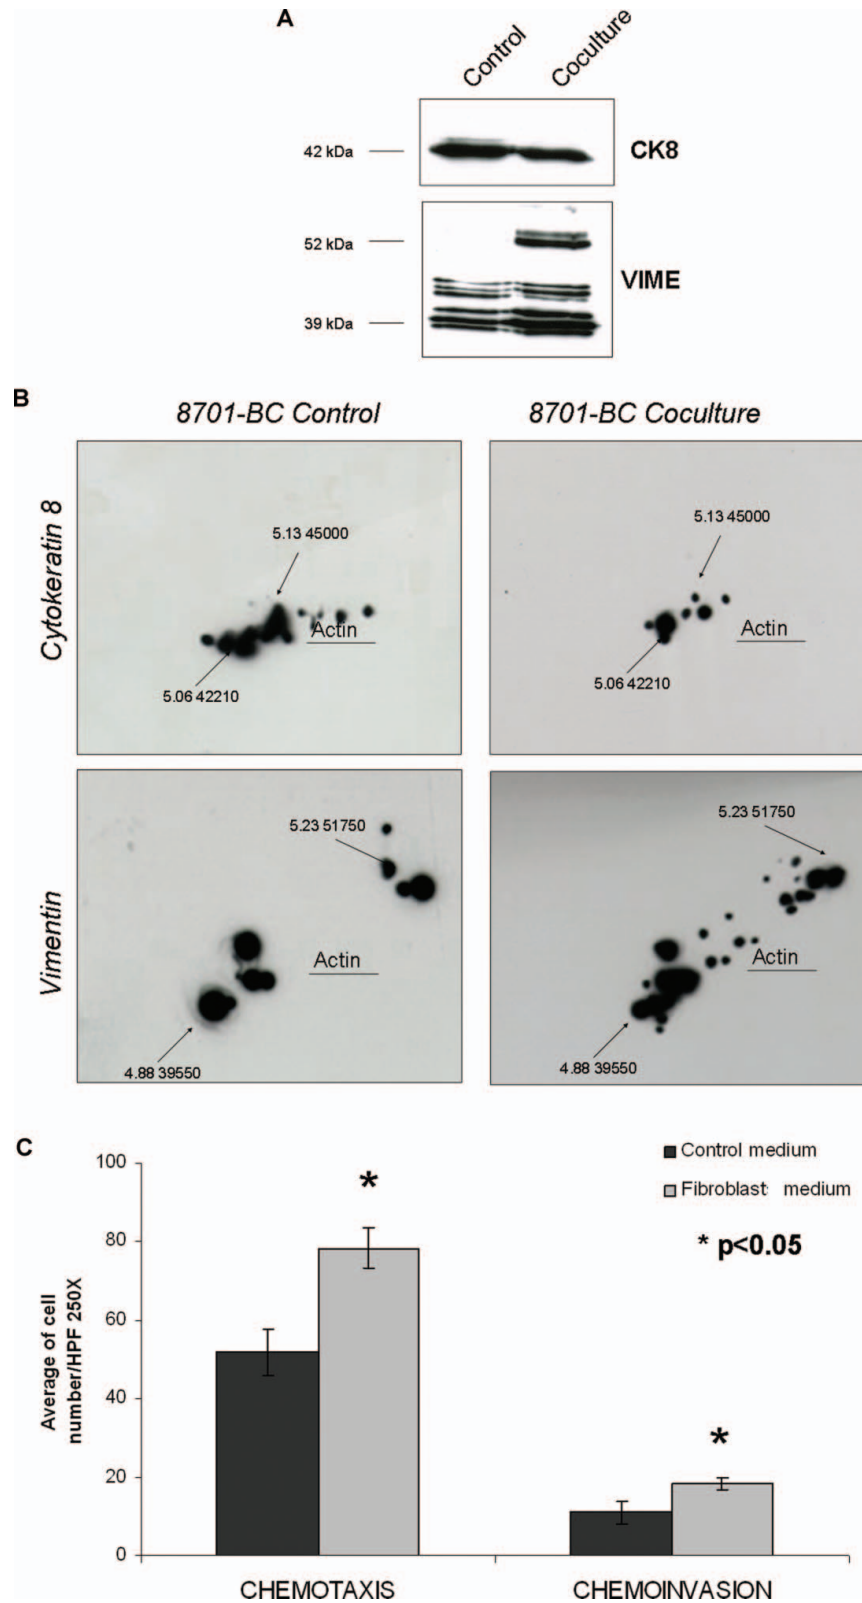 A
Control
Coculture
42 kDa
CK8
52 kDa
VIME
39 kDa
B
8701-BC Control
8701-BC Coculture
Cytokeratin 8
5.13 45000
Actin
5.06 42210
5.13 45000
Actin
5.06 42210
Vimentin
5.23 51750
Actin
4.88 39550
5.23 51750
Actin
4.88 39550
C
Control medium
Fibroblast medium
* p<0.05
Average of cell
number/HPF 250X
100
80
60
40
20
0
*
*
CHEMOTAXIS
CHEMOINVASION